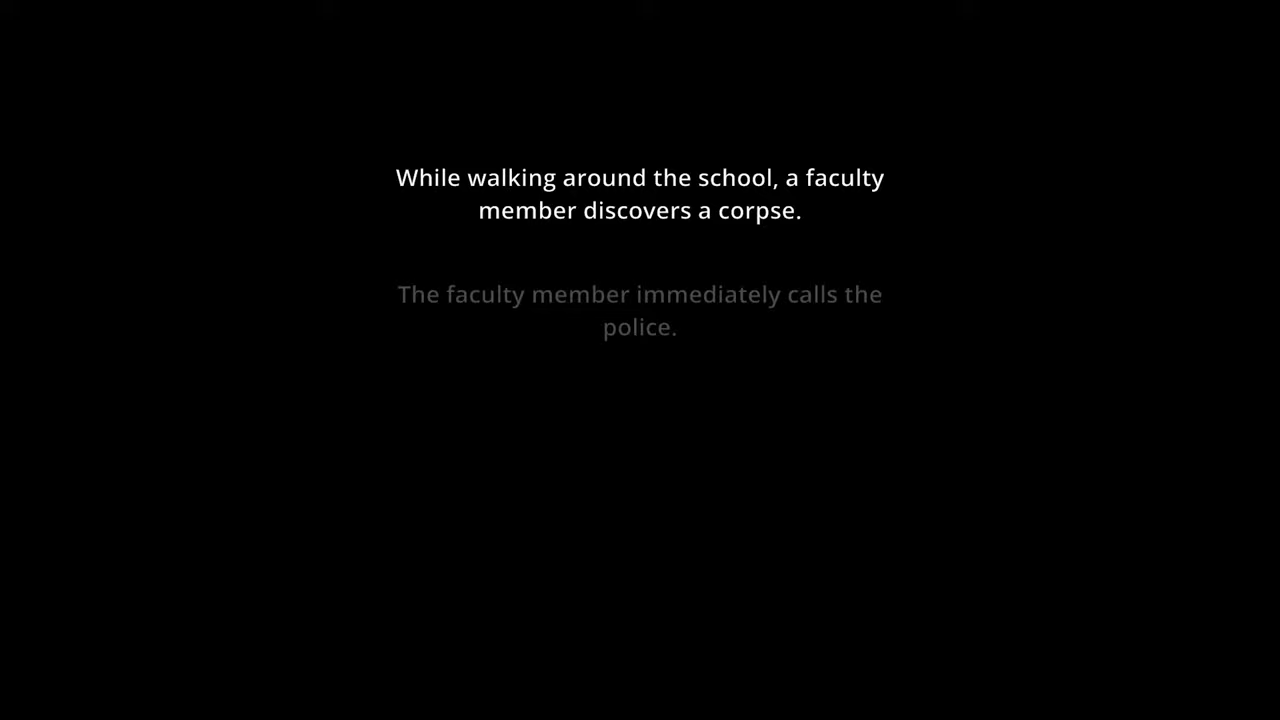 While walking around the school, a faculty
member discovers a corpse.
The faculty member immediately calls the
police.